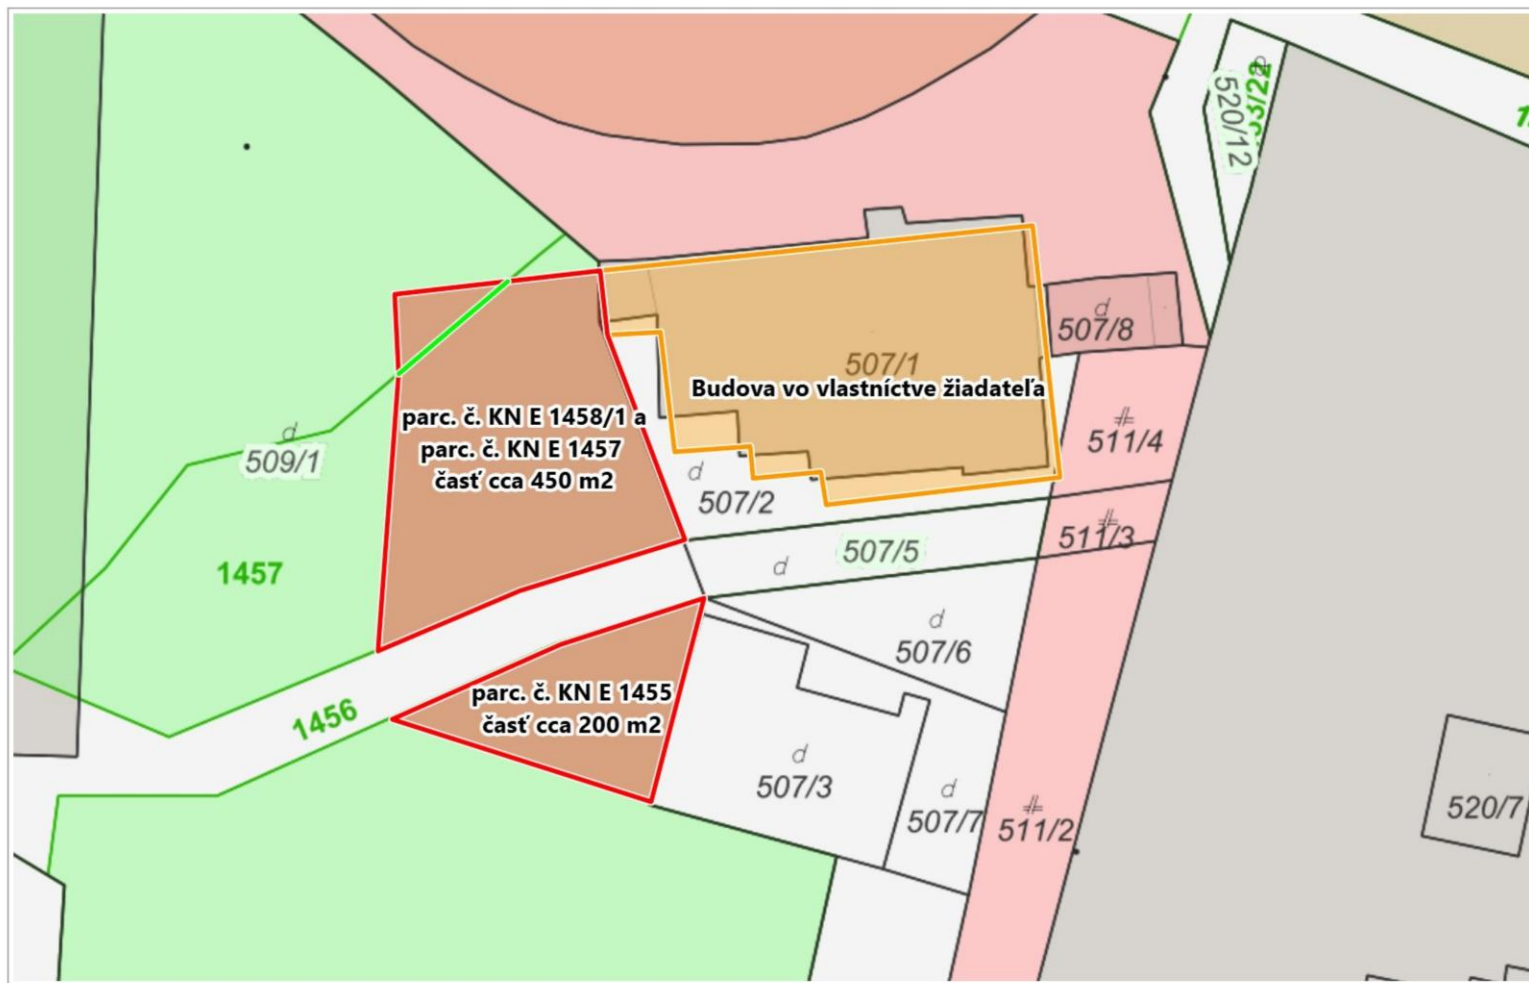 520/12
507/8
507/1
Budova vo vlastníctve žiadateľa
parc. č. KN E 1458/1 a
parc. č. KN E 1457
časť cca 450 m2
511/4
509/1
507/2
511/3
507/5
1457
507/6
parc. č. KN E 1455
časť cca 200 m2
1456
507/3
507/7
511/2
520/7